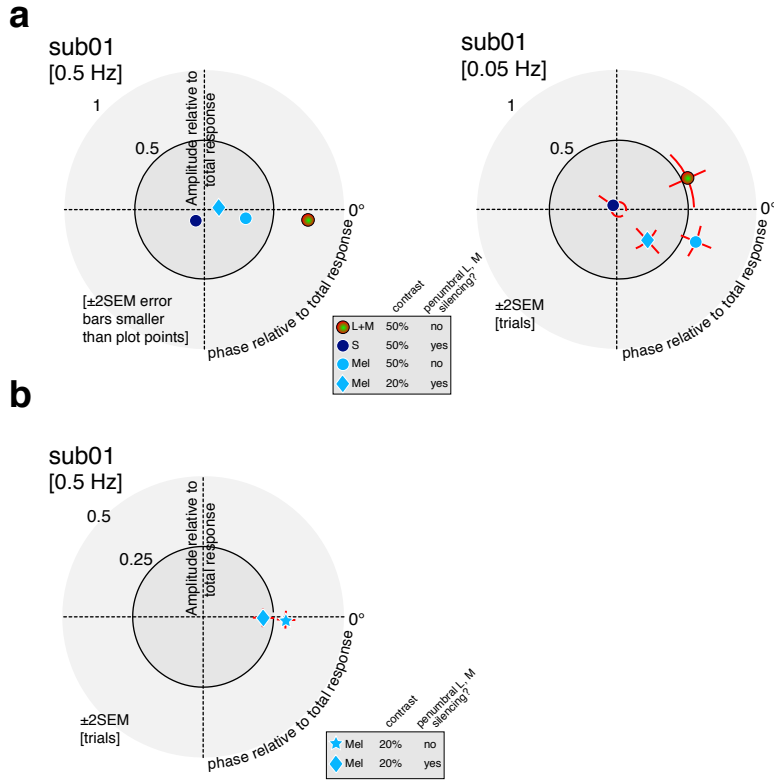 a
sub01
[0.5 Hz]
1
0.5
Amplitude relative to
total response
0°
phase relative to total response
[±2SEM error
bars smaller
than plot points]
sub01
[0.05 Hz]
1
0.5
0°
phase relative to total response
±2SEM
[trials]
contrast
penumbral L, M
silencing?
L+M 50% no
S 50% yes
Mel 50% no
Mel 20% yes
b
sub01
[0.5 Hz]
0.5
0.25
Amplitude relative to
total response
0°
phase relative to total response
±2SEM
[trials]
contrast
penumbral L, M
silencing?
Mel 20% no
Mel 20% yes